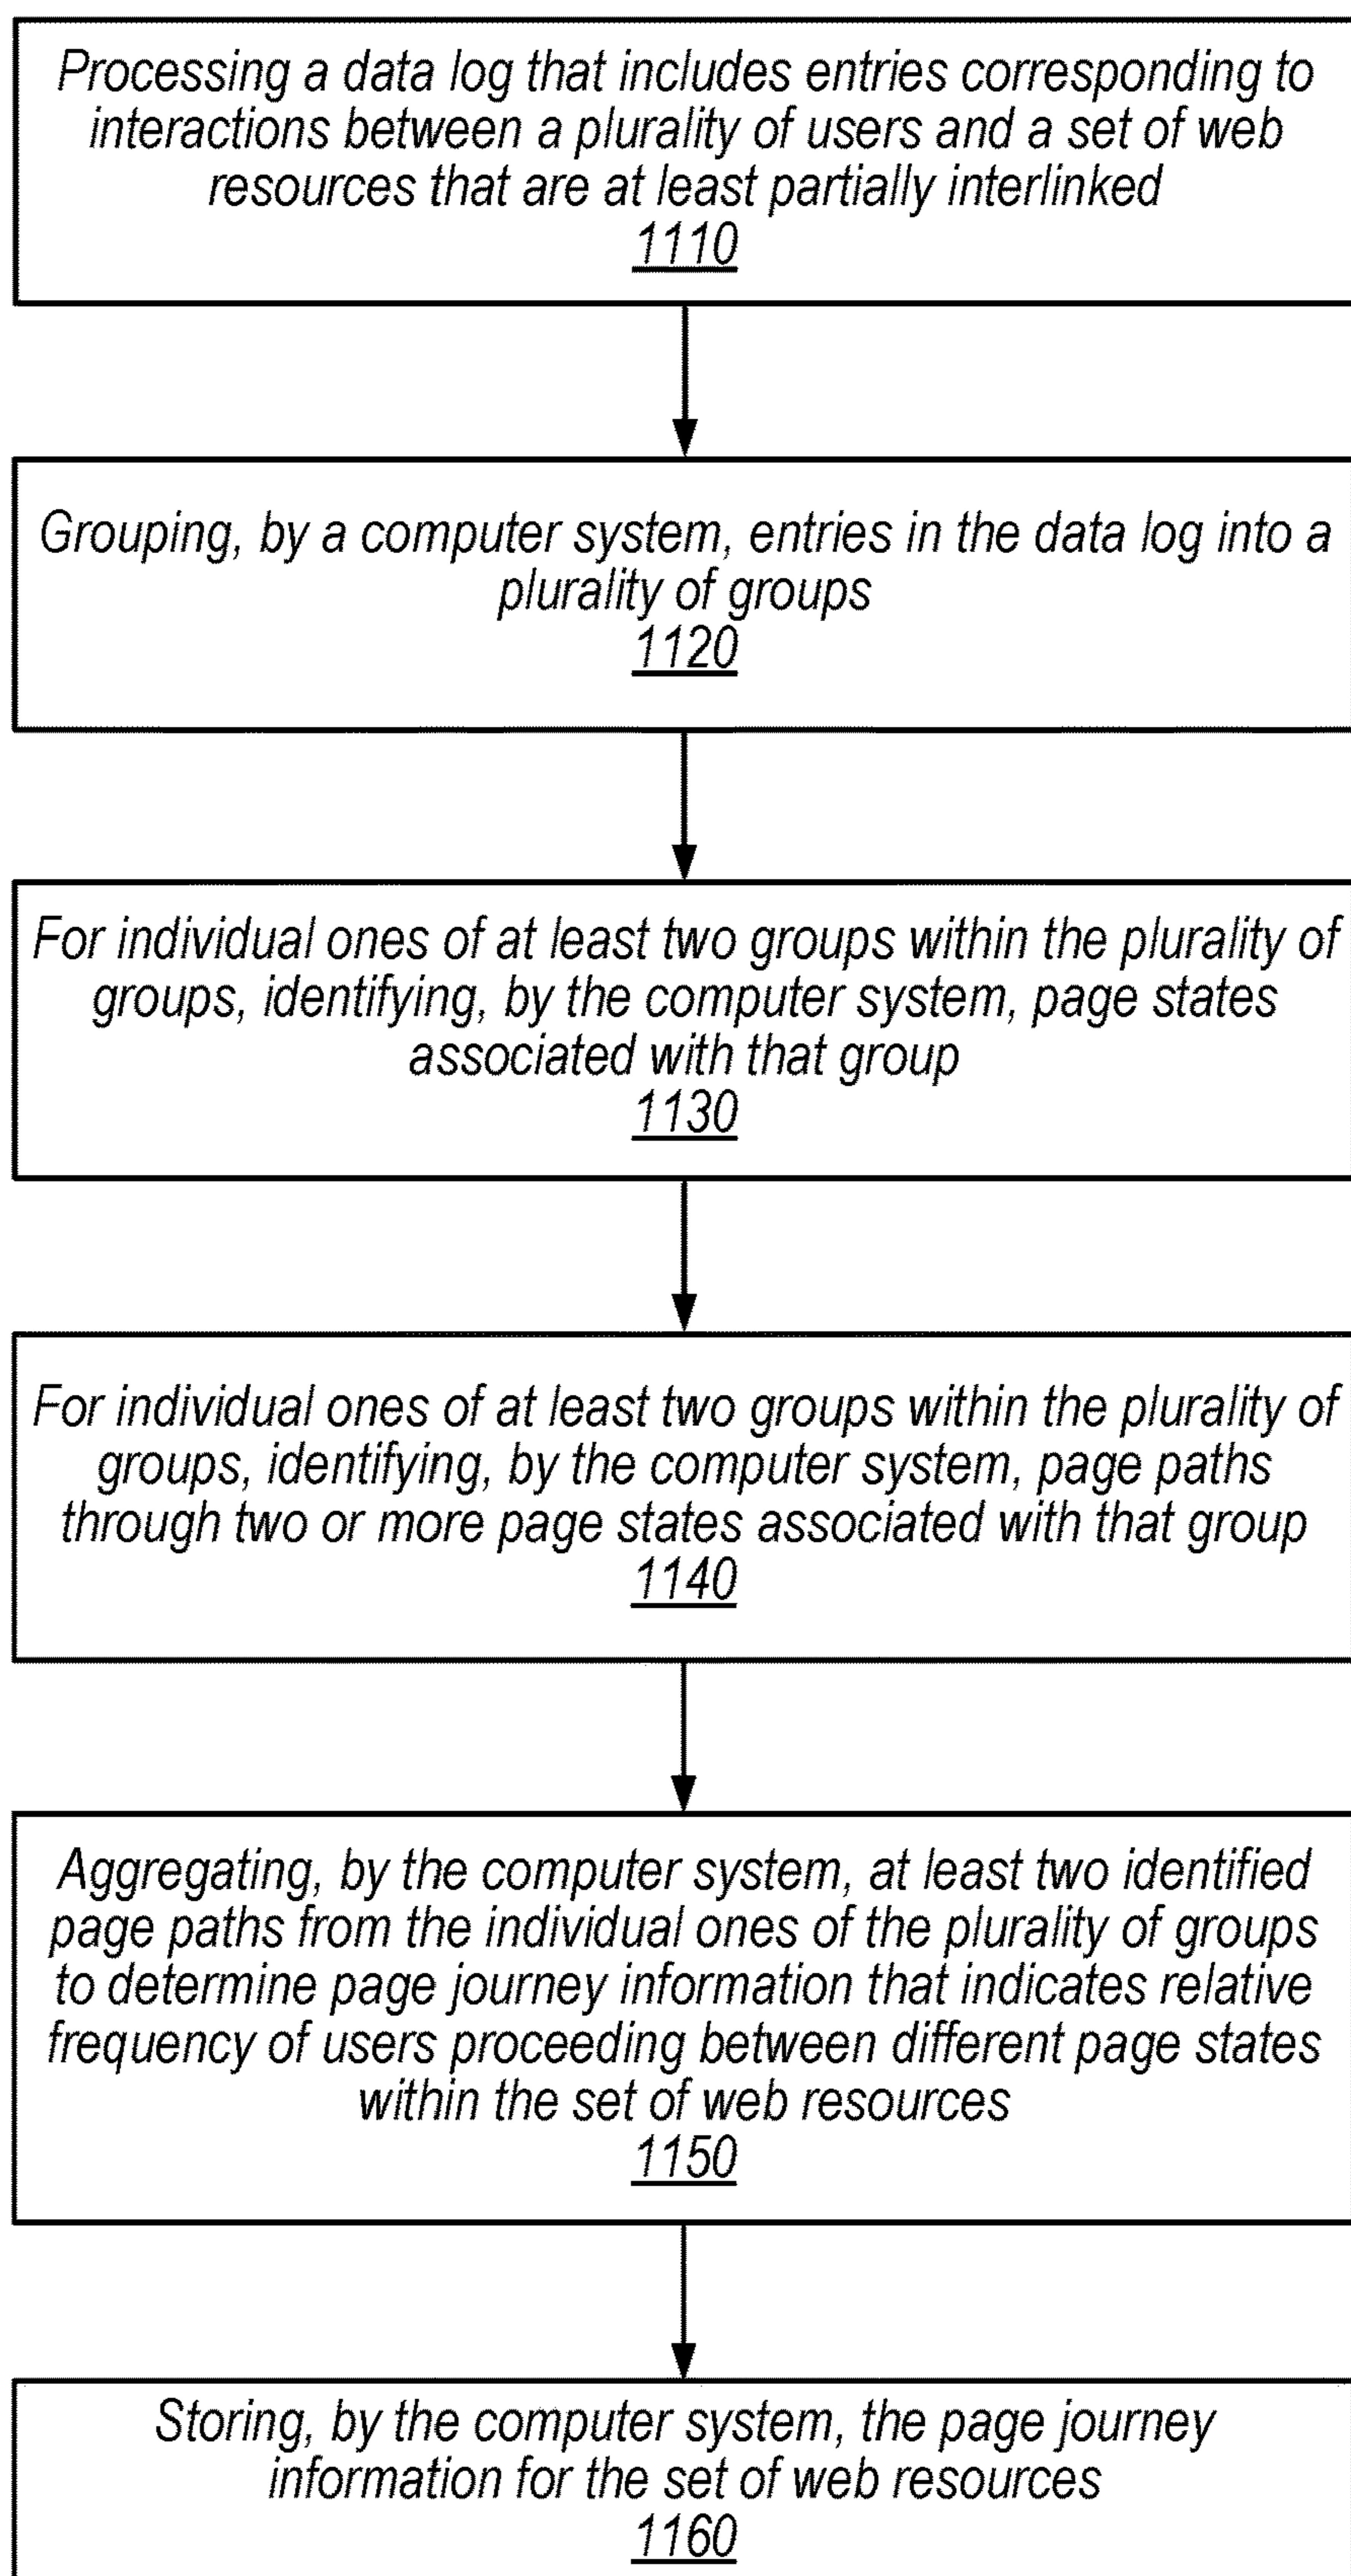 Processing a data log that includes entries corresponding to
interactions between a plurality of users and a set of web
resources that are at least partially interlinked
1110
Grouping, by a computer system, entries in the data log into a
plurality of groups
1120
For individual ones of at least two groups within the plurality of
groups, identifying, by the computer system, page states
associated with that group
1130
For individual ones of at least two groups within the plurality of
groups, identifying, by the computer system, page paths
through two or more page states associated with that group
1140
Aggregating, by the computer system, at least two identified
page paths from the individual ones of the plurality of groups
to determine page journey information that indicates relative
frequency of users proceeding between different page states
within the set of web resources
1150
Storing, by the computer system, the page journey
information for the set of web resources
1160